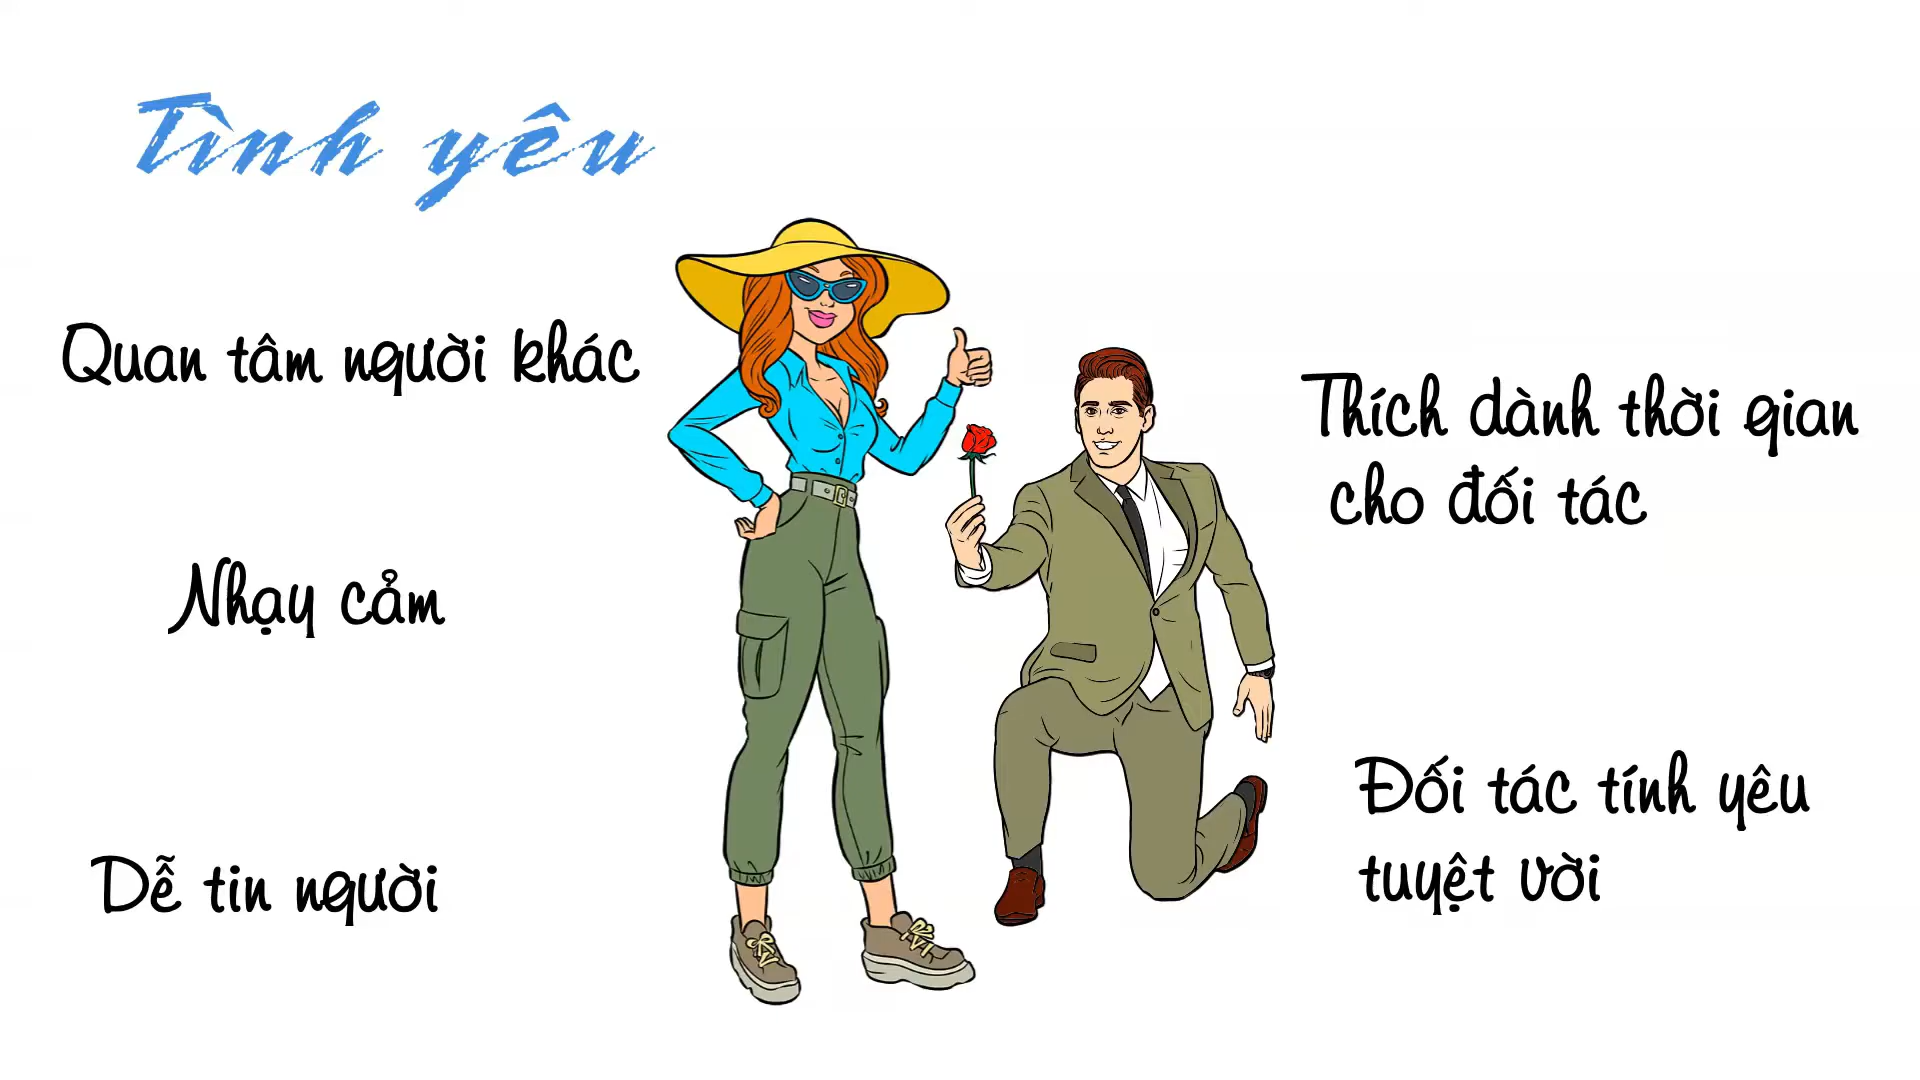 Tình yêu
Quan tâm người khác
Nhạy cảm
Dễ tin người
Thích dành thời gian
cho đối tác
Đối tác tính yêu
tuyệt vời